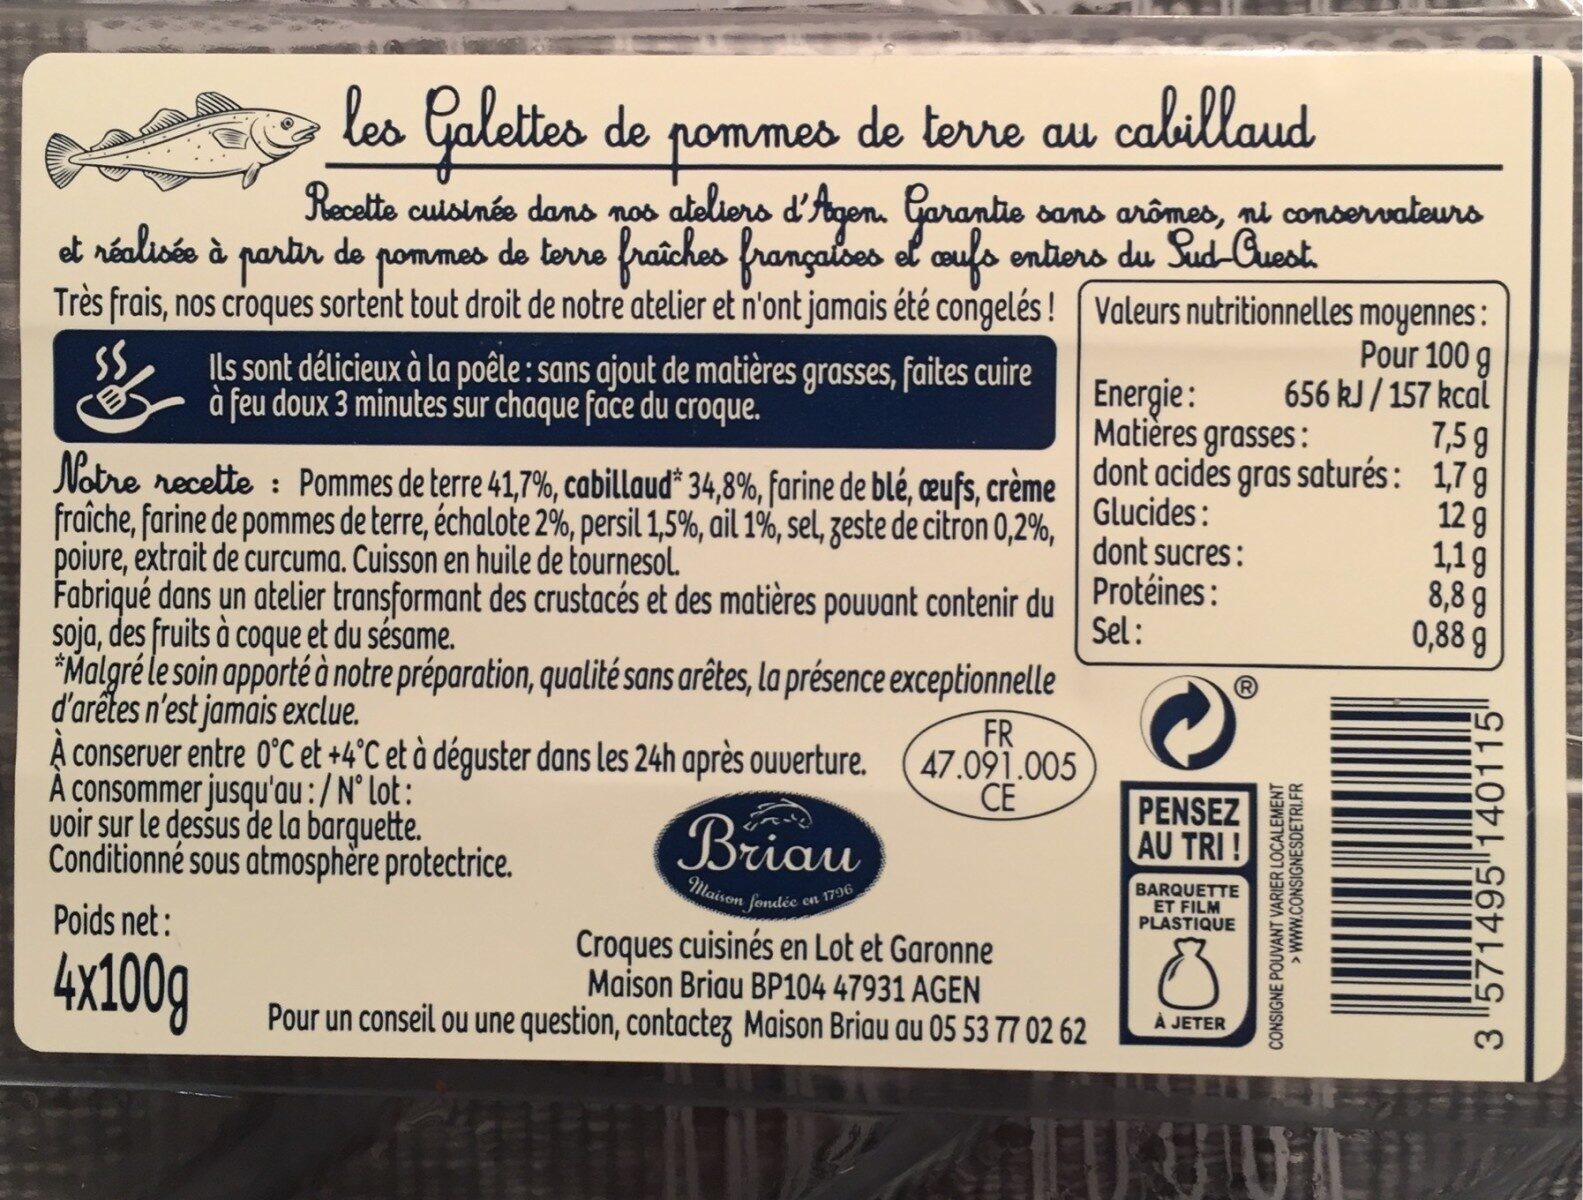 les Galettes de pommes de terre au cabillaud
Recette cuisinée dans nos ateliers d'Agen. Garantie sans arômes, ni conservateurs
et réalisée à partir de pommes de terre fraîches françaises et œufs entiers du Sud-Ouest.
Très frais, nos croques sortent tout droit de notre atelier et n'ont jamais été congelés !
Ils sont délicieux à la poêle : sans ajout de matières grasses, faites cuire
à feu doux 3 minutes sur chaque face du croque.
Notre recette : Pommes de terre 41,7%, cabillaud* 34,8%, farine de blé, œufs, crème
fraîche, farine de pommes de terre, échalote 2%, persil 1,5%, ail 1%, sel, zeste de citron 0,2%,
poivre, extrait de curcuma. Cuisson en huile de tournesol.
Fabriqué dans un atelier transformant des crustacés et des matières pouvant contenir du
soja, des fruits à coque et du sésame.
*Malgré le soin apporté à notre préparation, qualité sans arêtes, la présence exceptionnelle
d'arêtes n'est jamais exclue.
À conserver entre 0°C et +4°C et à déguster dans les 24h après ouverture.
À consommer jusqu'au : / N° lot :
voir sur le dessus de la barquette.
Conditionné sous atmosphère protectrice.
Poids net :
4x100g
Valeurs nutritionnelles moyennes :
Pour 100 g
Energie : 656 kJ / 157 kcal
Matières grasses : 7,5 g
dont acides gras saturés : 1,7 g
Glucides : 12 g
dont sucres : 1,1 g
Protéines : 8,8 g
Sel : 0,88 g
FR
47.091.005
CE
Briau
Maison fondée en 1796
Croques cuisinés en Lot et Garonne
Maison Briau BP104 47931 AGEN
Pour un conseil ou une question, contactez Maison Briau au 05 53 77 02 62
®
PENSEZ
AU TRI !
BARQUETTE
ET FILM
PLASTIQUE
À JETER
CONSIGNE POUVANT VARIER LOCALEMENT
> WWW.CONSIGNESDETRI.FR
3 571495 140115